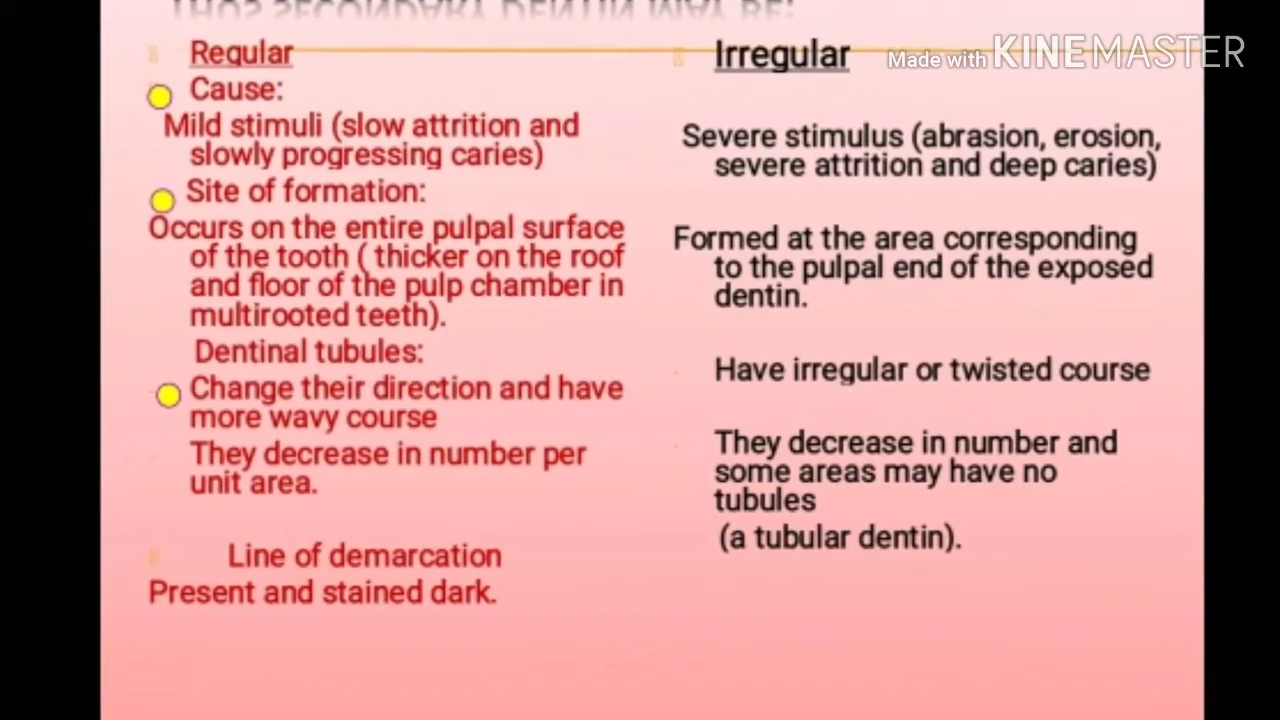 THUS SECONDARY DENTIN MAY BE:
Regular
Cause:
Mild stimuli (slow attrition and
slowly progressing caries)
Site of formation:
Occurs on the entire pulpal surface
of the tooth ( thicker on the roof
and floor of the pulp chamber in
multirooted teeth).
Dentinal tubules:
Change their direction and have
more wavy course
They decrease in number per
unit area.
Line of demarcation
Present and stained dark.
Irregular
Severe stimulus (abrasion, erosion,
severe attrition and deep caries)
Formed at the area corresponding
to the pulpal end of the exposed
dentin.
Have irregular or twisted course
They decrease in number and
some areas may have no
tubules
(a tubular dentin).
Made with KINEMASTER